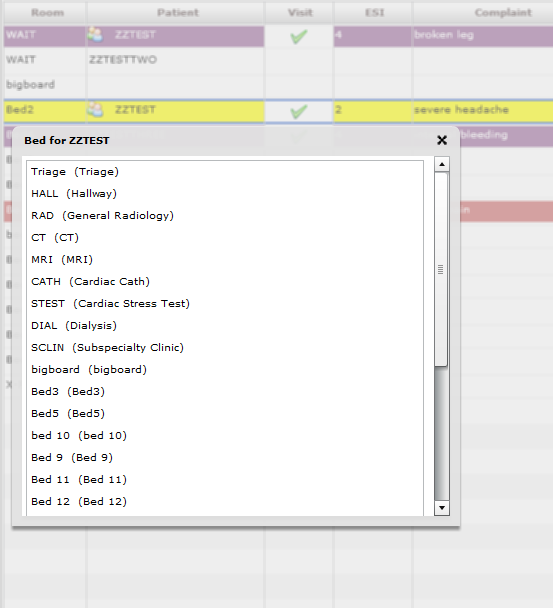 Room Patient Visit ESI Complaint
WAIT ZZTEST 4 broken leg
WAIT ZZTESTTWO
bigboard
Bed2 ZZTEST 2 severe headache
Bed for ZZTEST
bleeding
Triage (Triage)
HALL (Hallway)
RAD (General Radiology)
CT (CT)
MRI (MRI)
CATH (Cardiac Cath)
STEST (Cardiac Stress Test)
DIAL (Dialysis)
SCLIN (Subspecialty Clinic)
bigboard (bigboard)
Bed3 (Bed3)
Bed5 (Bed5)
bed 10 (bed 10)
Bed 9 (Bed 9)
Bed 11 (Bed 11)
Bed 12 (Bed 12)